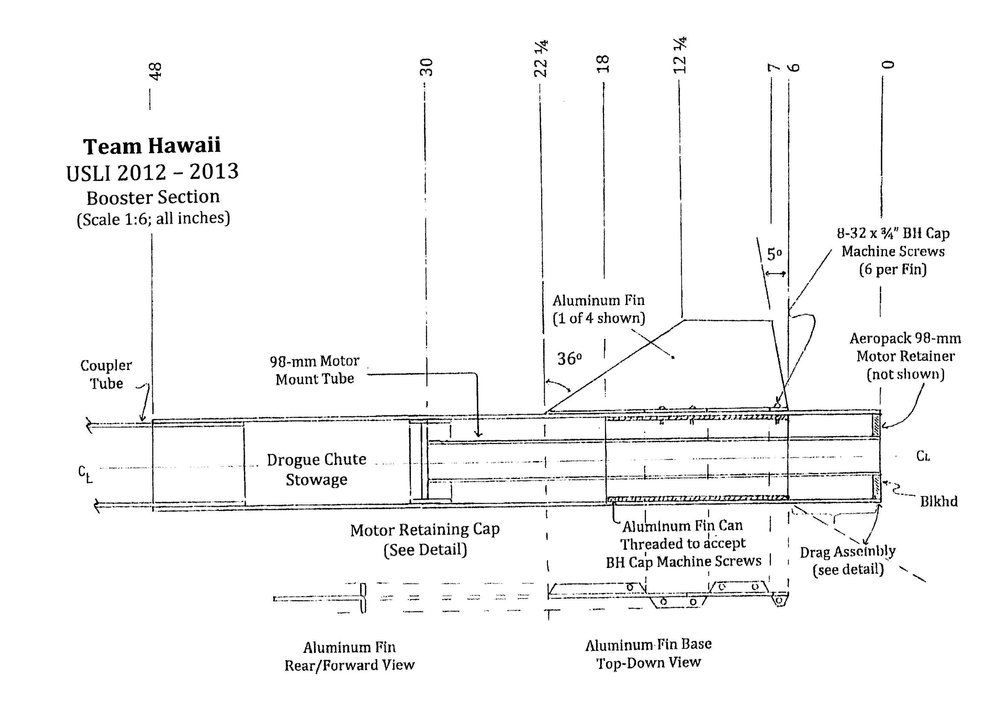 48
30
22 ¼
18
12 ¼
7
6
0
Team Hawaii
USLI 2012 – 2013
Booster Section
(Scale 1:6; all inches)
8-32 x ¾" BH Cap
Machine Screws
(6 per Fin)
5º
Aluminum Fin
(1 of 4 shown)
36º
Aeropack 98-mm
Motor Retainer
(not shown)
Coupler
Tube
98-mm Motor
Mount Tube
Drogue Chute
Stowage
CL
CL
Blkhd
Motor Retaining Cap
(See Detail)
Aluminum Fin Can
Threaded to accept
BH Cap Machine Screws
Drag Assembly
(see detail)
Aluminum Fin
Rear/Forward View
Aluminum Fin Base
Top-Down View